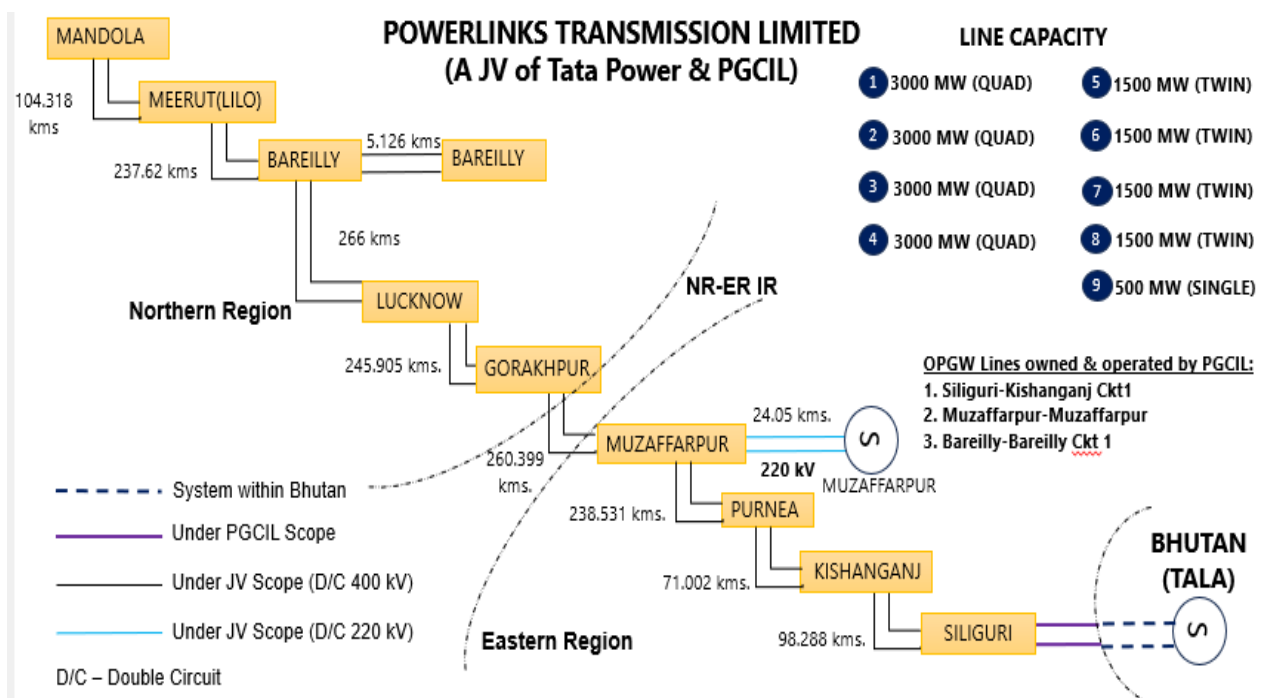 POWERLINKS TRANSMISSION LIMITED
(A JV of Tata Power & PGCIL)
MANDOLA
104.318
kms
MEERUT(LILO)
237.62 kms
BAREILLY
5.126 kms
BAREILLY
266 kms
LUCKNOW
Northern Region
245.905 kms.
GORAKHPUR
NR-ER IR
260.399
kms.
MUZAFFARPUR
24.05 kms.
220 kV
S
MUZAFFARPUR
238.531 kms.
PURNEA
71.002 kms.
KISHANGANJ
Eastern Region
98.288 kms.
SILIGURI
BHUTAN
(TALA)
S
LINE CAPACITY
1 3000 MW (QUAD)
2 3000 MW (QUAD)
3 3000 MW (QUAD)
4 3000 MW (QUAD)
5 1500 MW (TWIN)
6 1500 MW (TWIN)
7 1500 MW (TWIN)
8 1500 MW (TWIN)
9 500 MW (SINGLE)
OPGW Lines owned & operated by PGCIL:
1. Siliguri-Kishanganj Ckt1
2. Muzaffarpur-Muzaffarpur
3. Bareilly-Bareilly Ckt 1
System within Bhutan
Under PGCIL Scope
Under JV Scope (D/C 400 kV)
Under JV Scope (D/C 220 kV)
D/C – Double Circuit